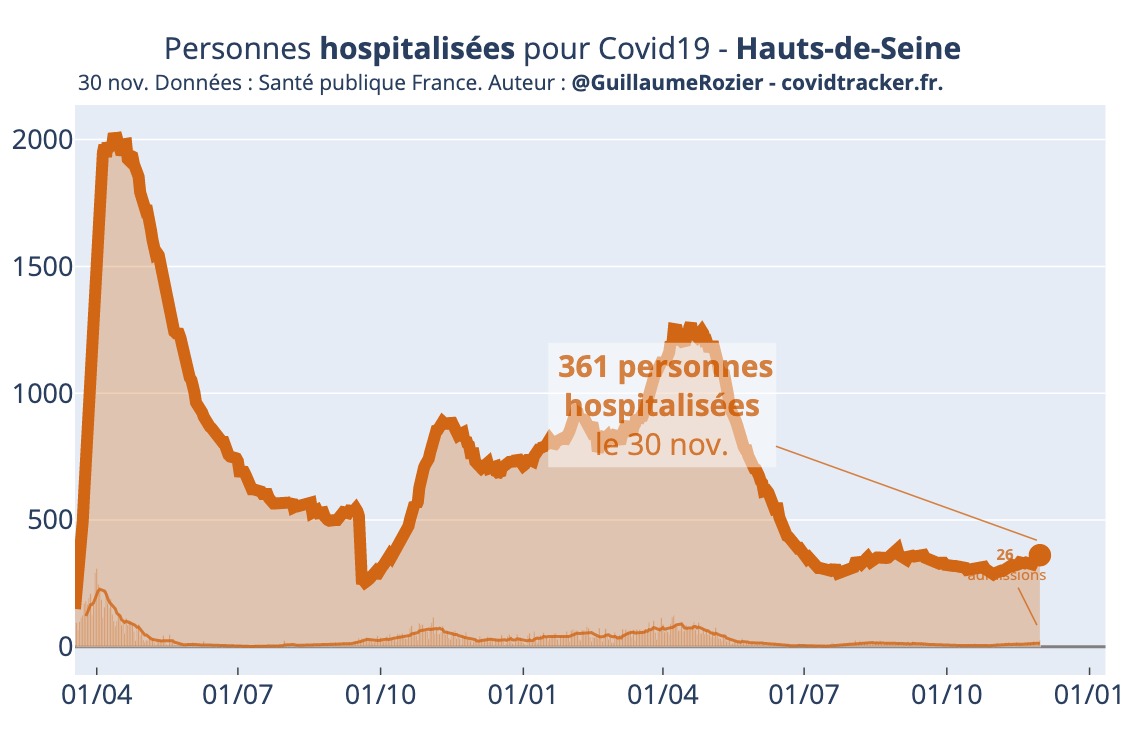 Personnes hospitalisées pour Covid19 - Hauts-de-Seine
30 nov. Données : Santé publique France. Auteur : @GuillaumeRozier - covidtracker.fr.
2000
1500
1000
500
0
361 personnes
hospitalisées
le 30 nov.
26
admissions
01/04 01/07 01/10 01/01 01/04 01/07 01/10 01/01